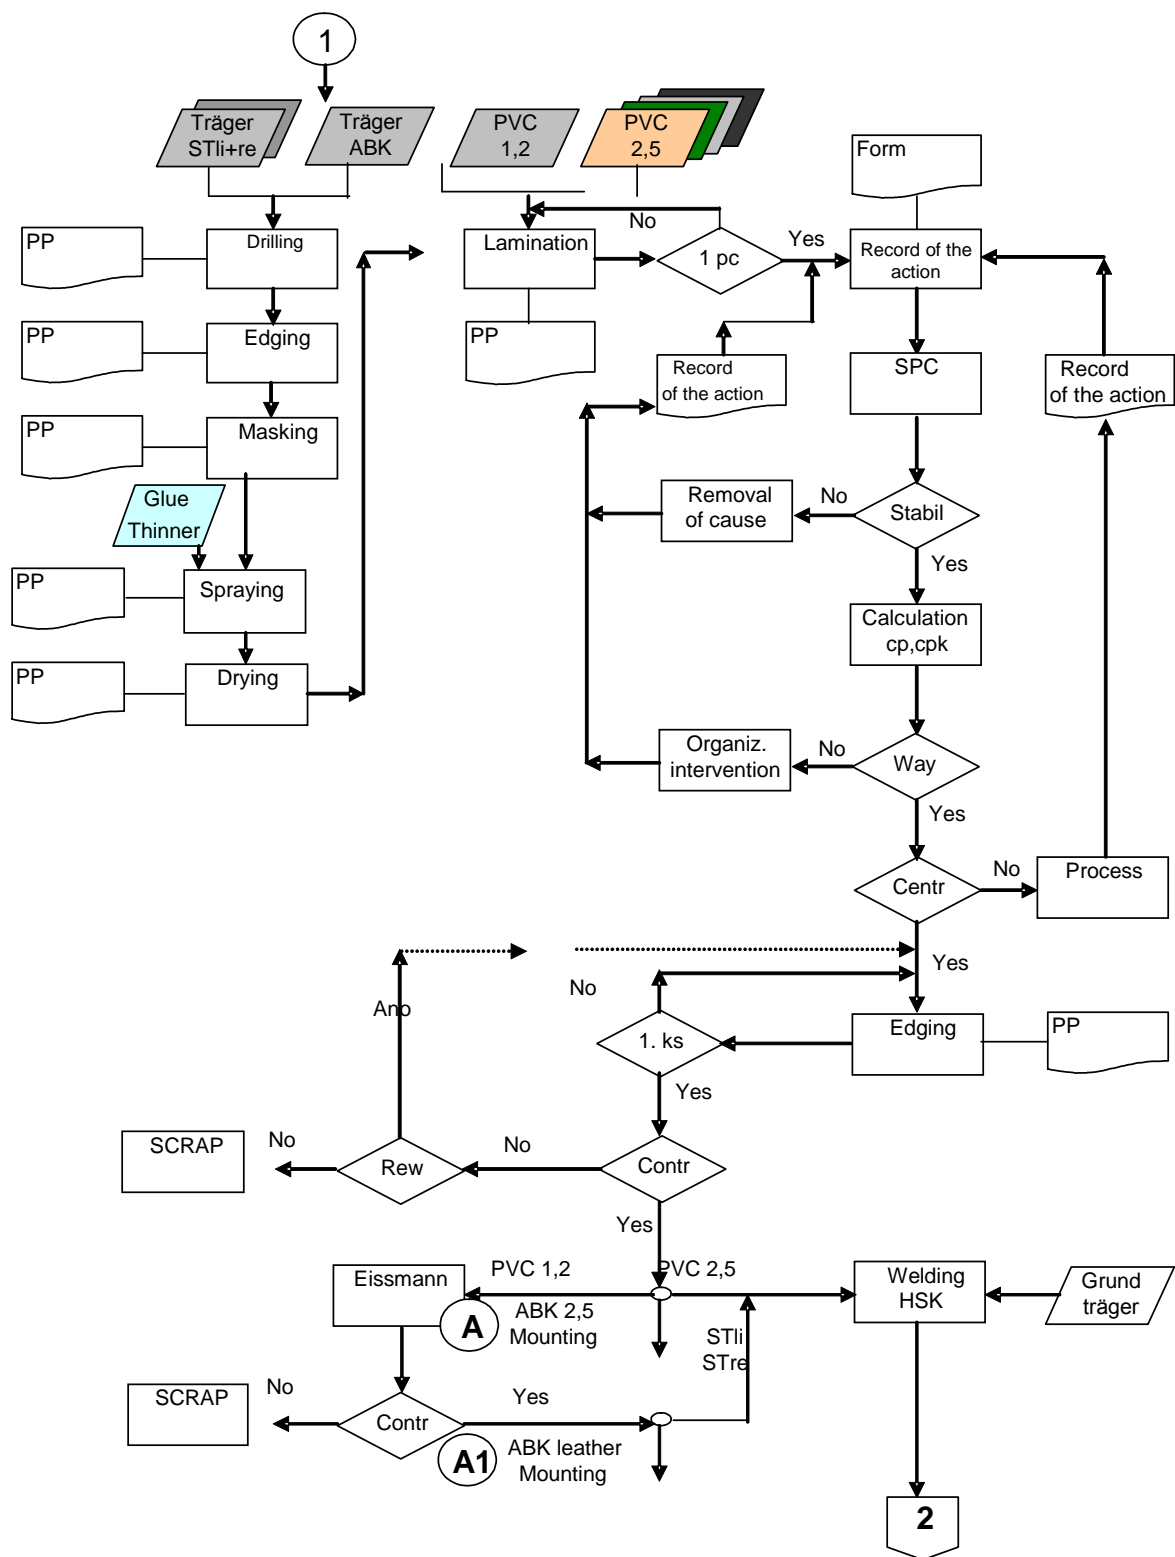 1
Träger
STli+re
Träger
ABK
PVC
1,2
PVC
2,5
Form
No
Yes
PP
Drilling
Lamination
1 pc
Record of the
action
PP
Edging
PP
Record
of the action
SPC
Record
of the action
PP
Masking
Glue
Thinner
Removal
of cause
No
Stabil
Yes
PP
Spraying
Calculation
cp,cpk
PP
Drying
Organiz.
intervention
No
Way
Yes
Centr
No
Process
Yes
No
Ano
1. ks
Edging
PP
Yes
SCRAP
No
Rew
No
Contr
Yes
Eissmann
PVC 1,2
PVC 2,5
Welding
HSK
Grund
träger
A
ABK 2,5
Mounting
STli
STre
SCRAP
No
Contr
Yes
A1
ABK leather
Mounting
2